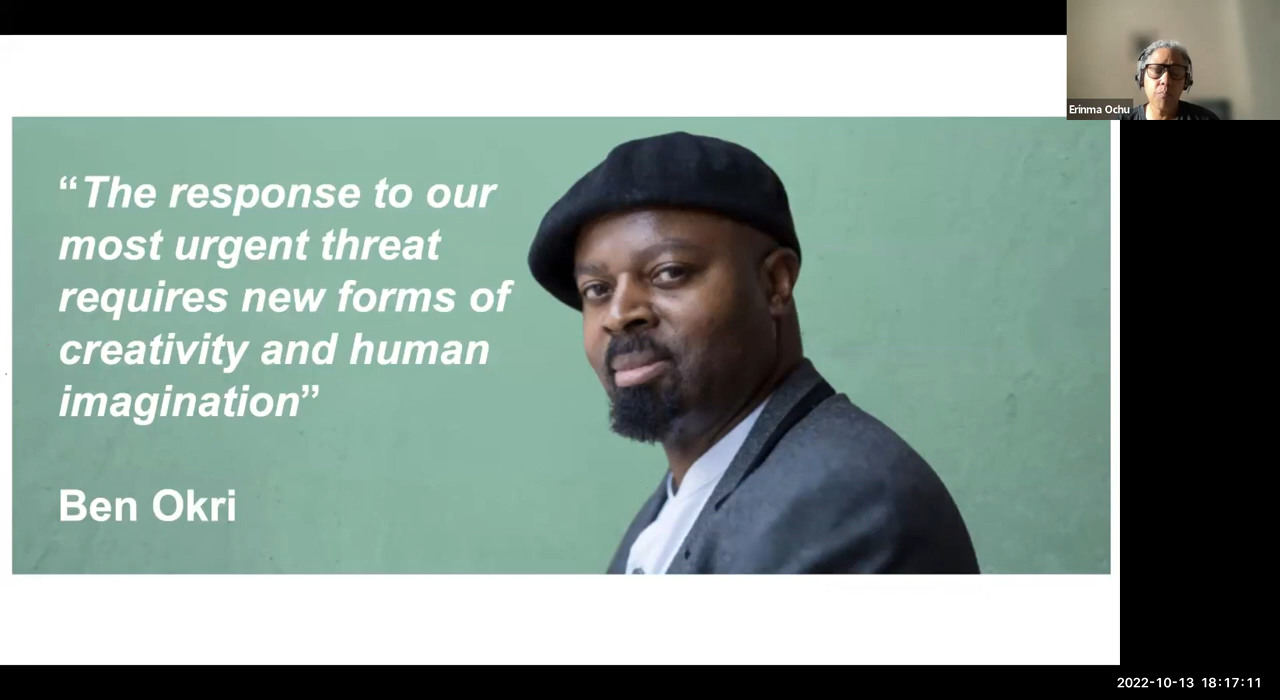 “The response to our
most urgent threat
requires new forms of
creativity and human
imagination”
Ben Okri
Erinma Ochu
2022-10-13 18:17:11